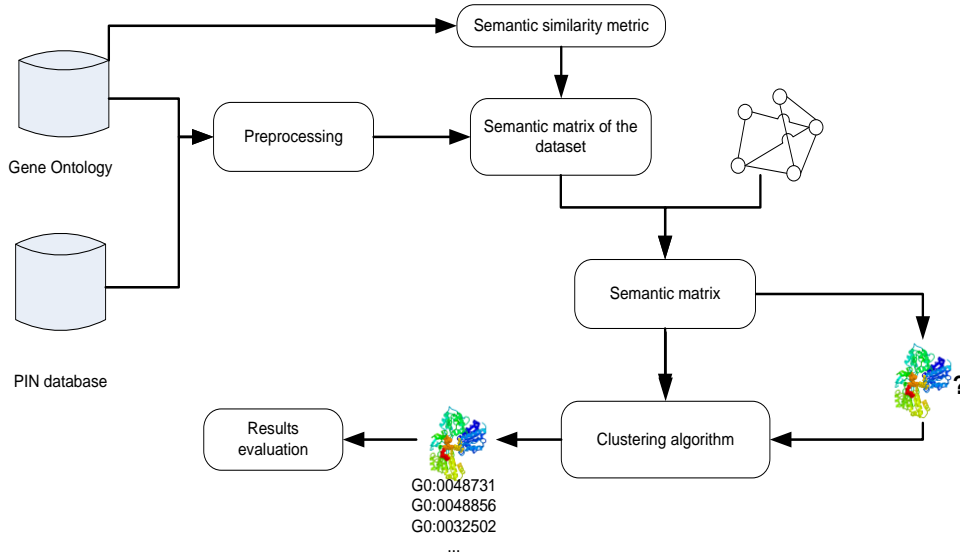 Semantic similarity metric
Gene Ontology
Preprocessing
Semantic matrix of the
dataset
PIN database
Semantic matrix
?
Clustering algorithm
Results
evaluation
G0:0048731
G0:0048856
G0:0032502
...